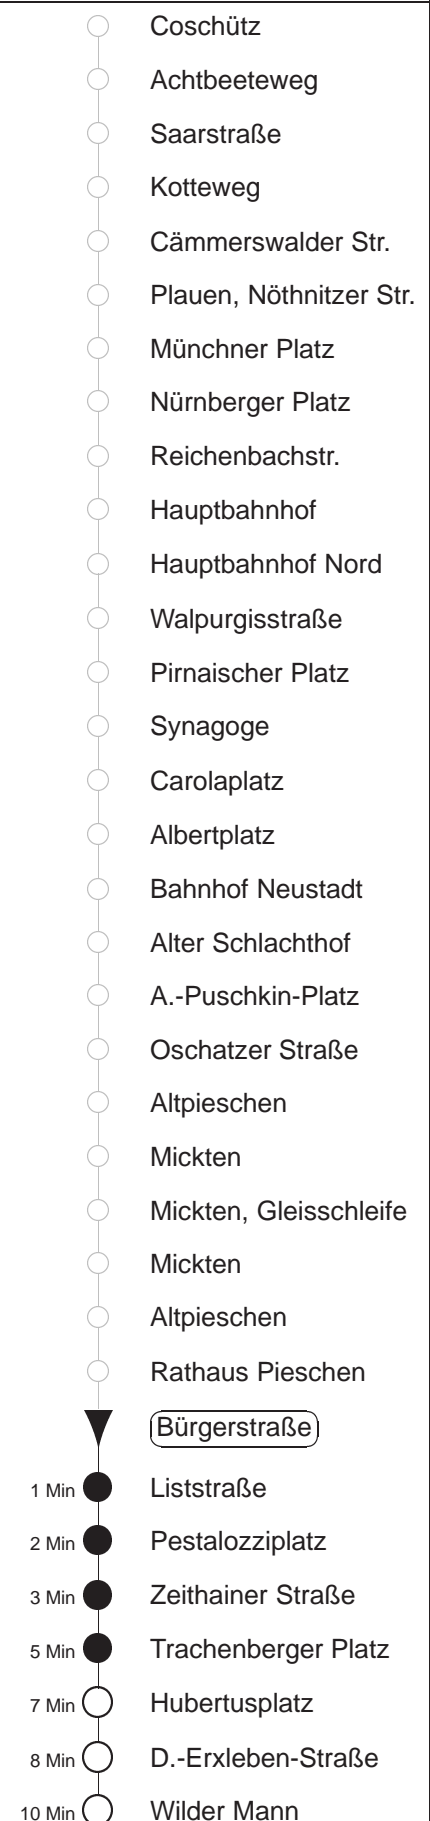 Coschütz
Achtbeeteweg
Saarstraße
Kotteweg
Cämmerswalder Str.
Plauen, Nöthnitzer Str.
Münchner Platz
Nürnberger Platz
Reichenbachstr.
Hauptbahnhof
Hauptbahnhof Nord
Walpurgisstraße
Pirnaischer Platz
Synagoge
Carolaplatz
Albertplatz
Bahnhof Neustadt
Alter Schlachthof
A.-Puschkin-Platz
Oschatzer Straße
Altpieschen
Mickten
Mickten, Gleisschleife
Mickten
Altpieschen
Rathaus Pieschen
Bürgerstraße
1 Min Liststraße
2 Min Pestalozziplatz
3 Min Zeithainer Straße
5 Min Trachenberger Platz
7 Min Hubertusplatz
8 Min D.-Erxleben-Straße
10 Min Wilder Mann